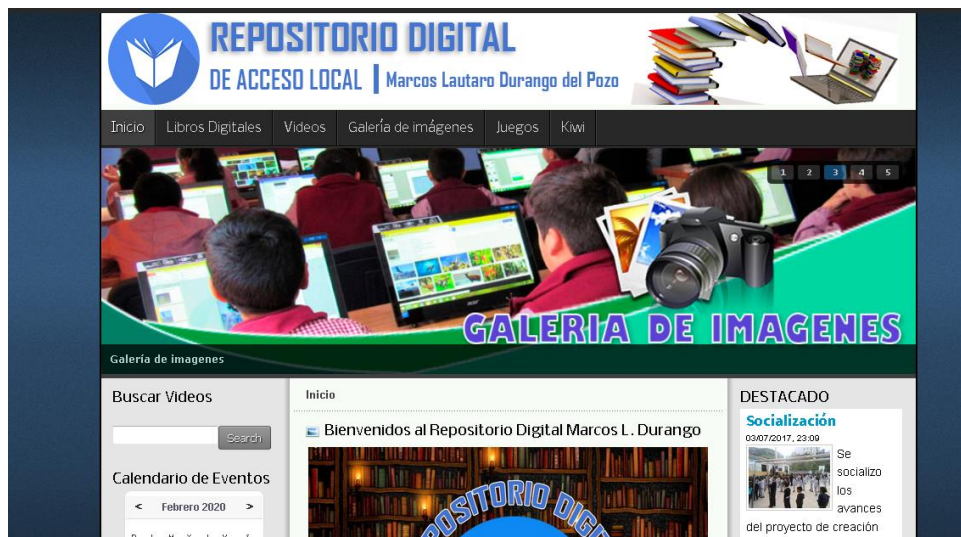 REPOSITORIO DIGITAL
DE ACCESO LOCAL | Marcos Lautaro Durango del Pozo
Inicio Libros Digitales Videos Galería de imágenes Juegos Kiwi
1 2 3 4 5
GALERIA DE IMAGENES
Galería de imagenes
Buscar Videos
Search
Calendario de Eventos
< Febrero 2020 >
Inicio
Bienvenidos al Repositorio Digital Marcos L. Durango
REPOSITORIO DIGITAL
DESTACADO
Socialización
03/07/2017, 23:09
Se
socializo
los
avances
del proyecto de creación